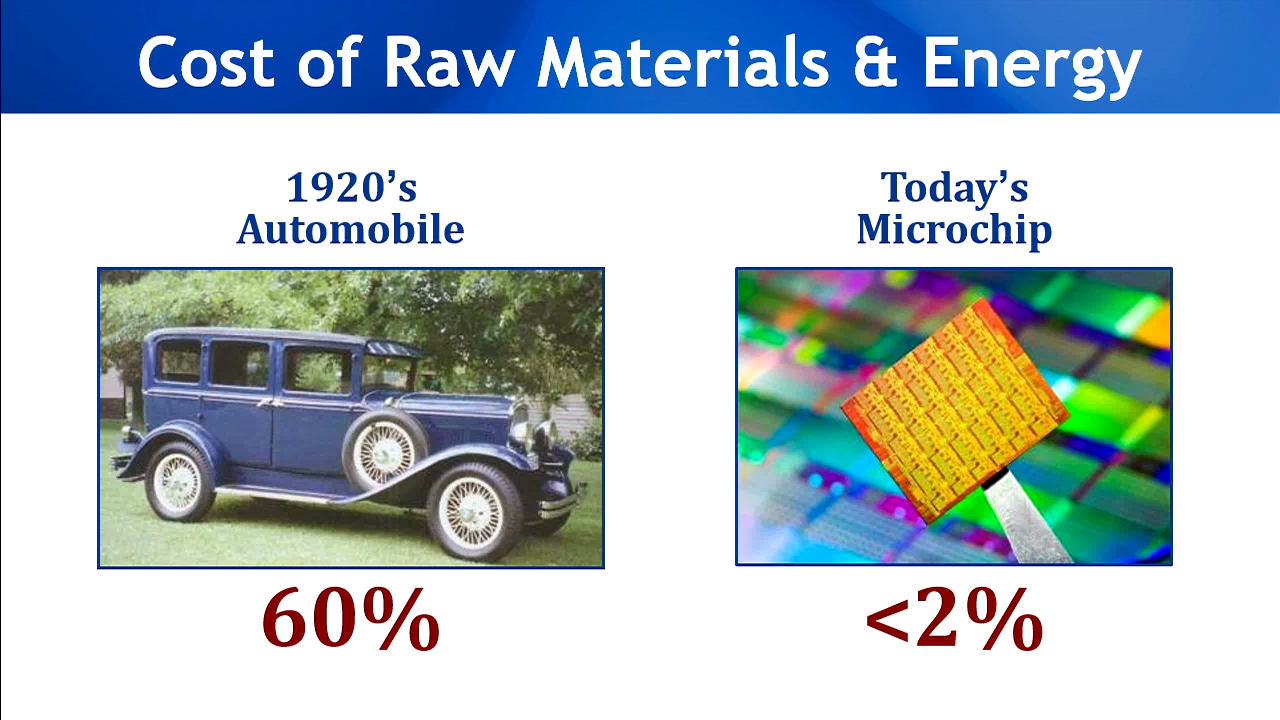 Cost of Raw Materials & Energy
1920’s
Automobile
Today’s
Microchip
60%
<2%